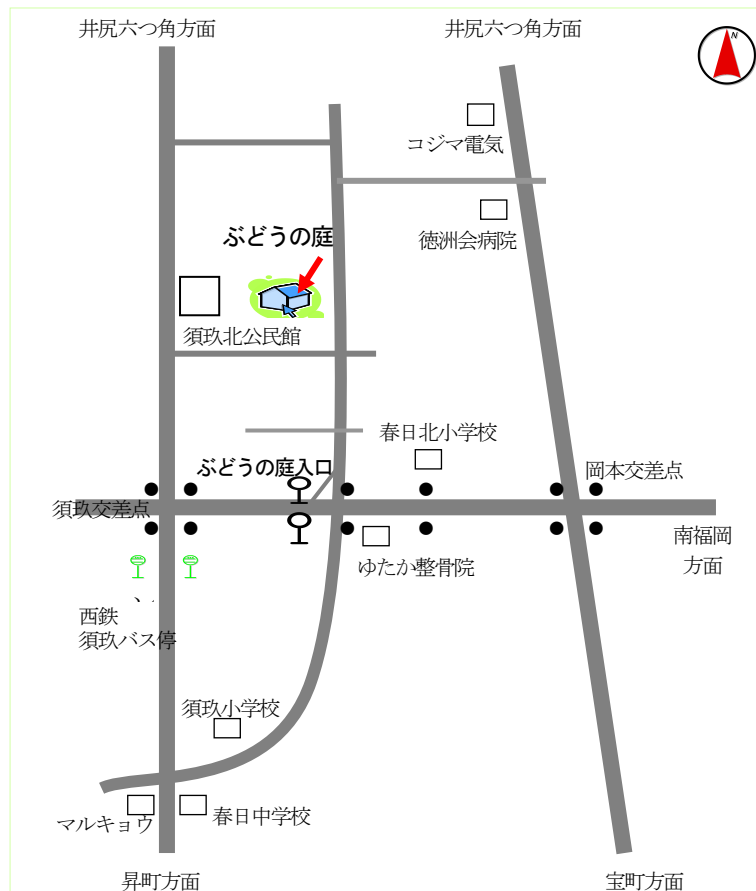 井尻六つ角方面
井尻六つ角方面
N
コジマ電気
徳洲会病院
ぶどうの庭
須玖北公民館
春日北小学校
ぶどうの庭入口
岡本交差点
須玖交差点
南福岡
方面
ゆたか整骨院
西鉄
須玖バス停
須玖小学校
マルキョウ
春日中学校
昇町方面
宝町方面